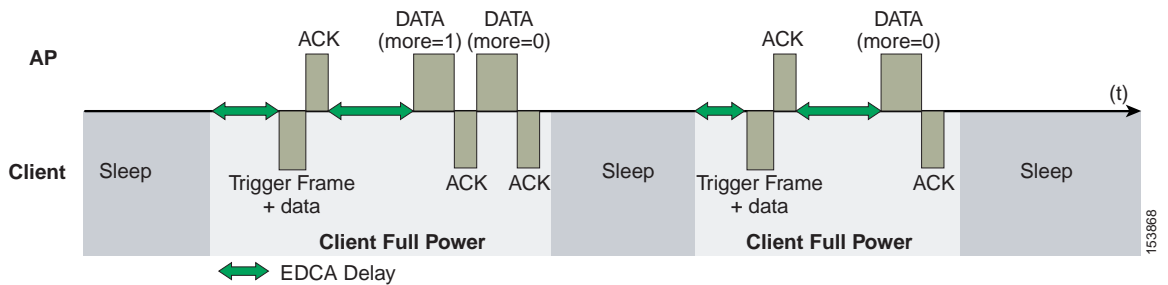 DATA DATA DATA
ACK (more=1) (more=0) ACK (more=0)
AP
(t)
Client Sleep Sleep Sleep
Trigger Frame ACK ACK Trigger Frame ACK
+ data + data
Client Full Power Client Full Power
EDCA Delay
153868